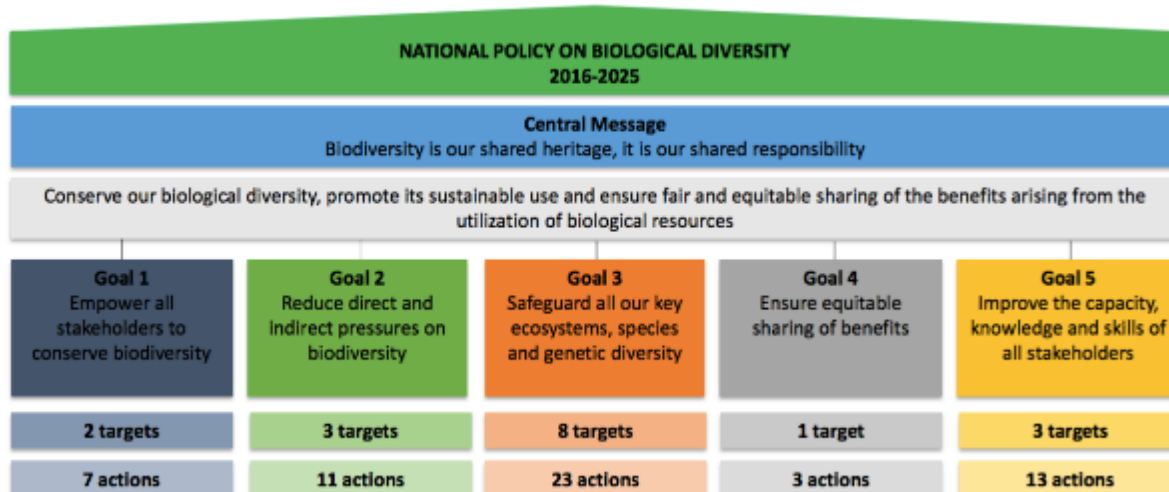 NATIONAL POLICY ON BIOLOGICAL DIVERSITY
2016-2025
Central Message
Biodiversity is our shared heritage, it is our shared responsibility
Conserve our biological diversity, promote its sustainable use and ensure fair and equitable sharing of the benefits arising from the
utilization of biological resources
Goal 1
Empower all
stakeholders to
conserve biodiversity
Goal 2
Reduce direct and
indirect pressures on
biodiversity
Goal 3
Safeguard all our key
ecosystems, species
and genetic diversity
Goal 4
Ensure equitable
sharing of benefits
Goal 5
Improve the capacity,
knowledge and skills of
all stakeholders
2 targets
3 targets
8 targets
1 target
3 targets
7 actions
11 actions
23 actions
3 actions
13 actions